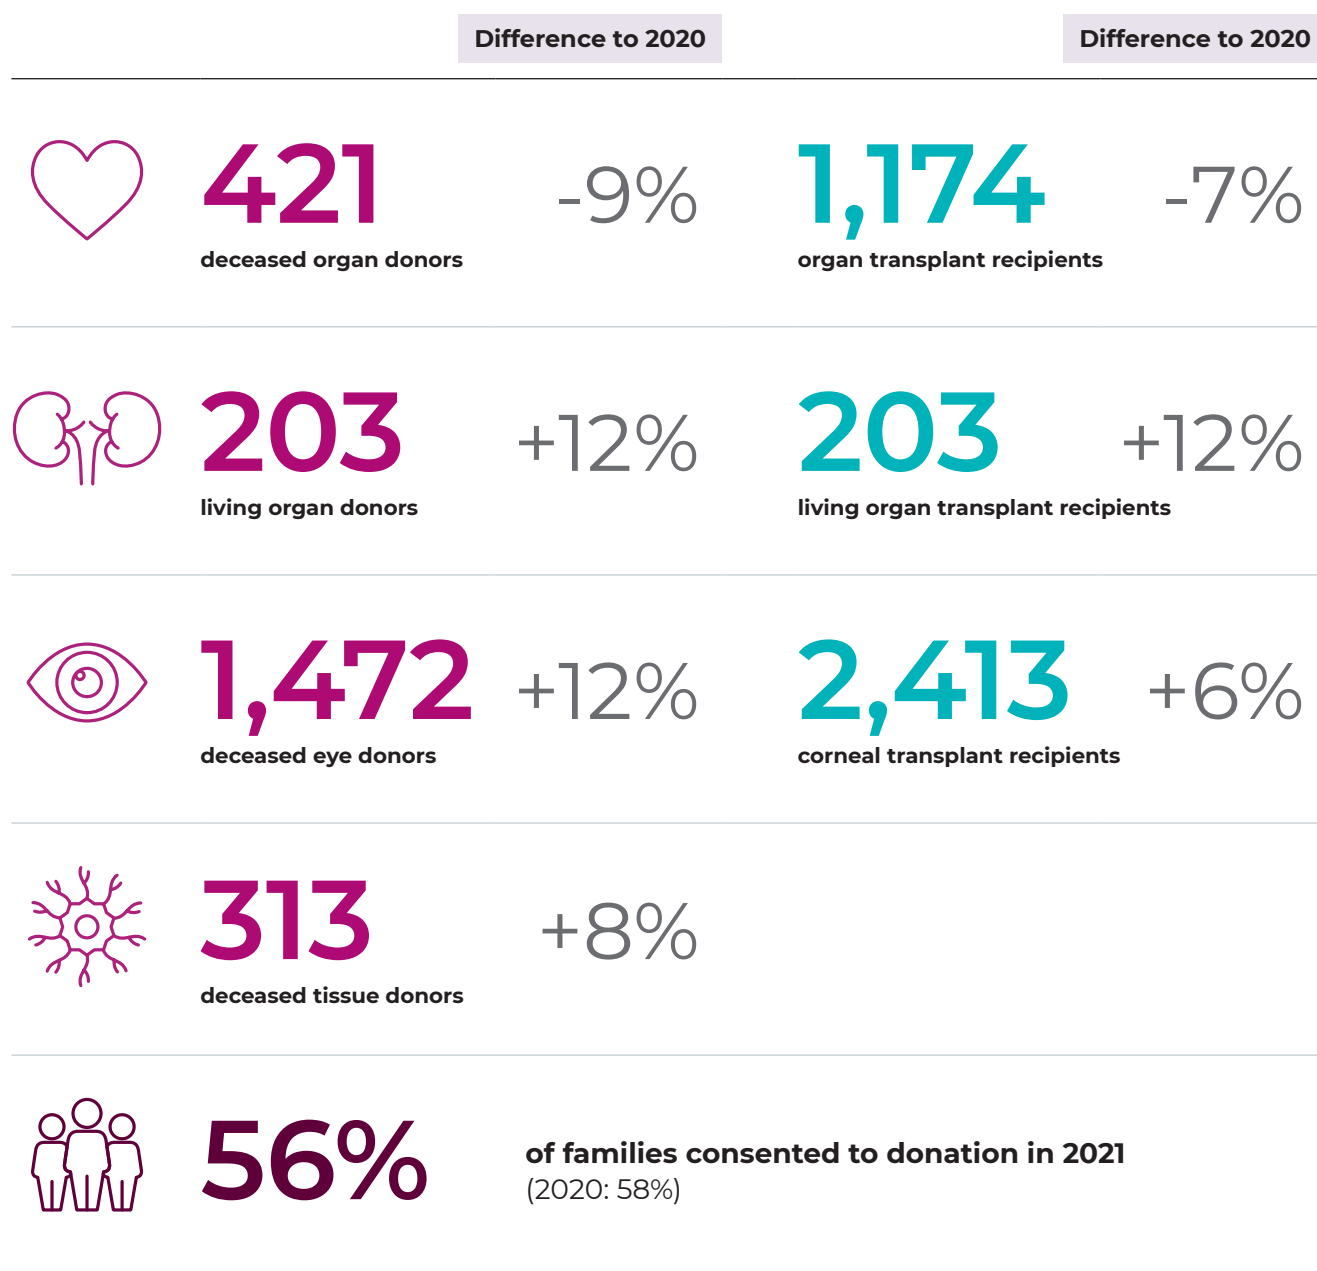 Difference to 2020
Difference to 2020
421
-9%
1,174
-7%
deceased organ donors
organ transplant recipients
203
+12%
203
+12%
living organ donors
living organ transplant recipients
1,472
+12%
2,413
+6%
deceased eye donors
corneal transplant recipients
313
+8%
deceased tissue donors
56%
of families consented to donation in 2021
(2020: 58%)